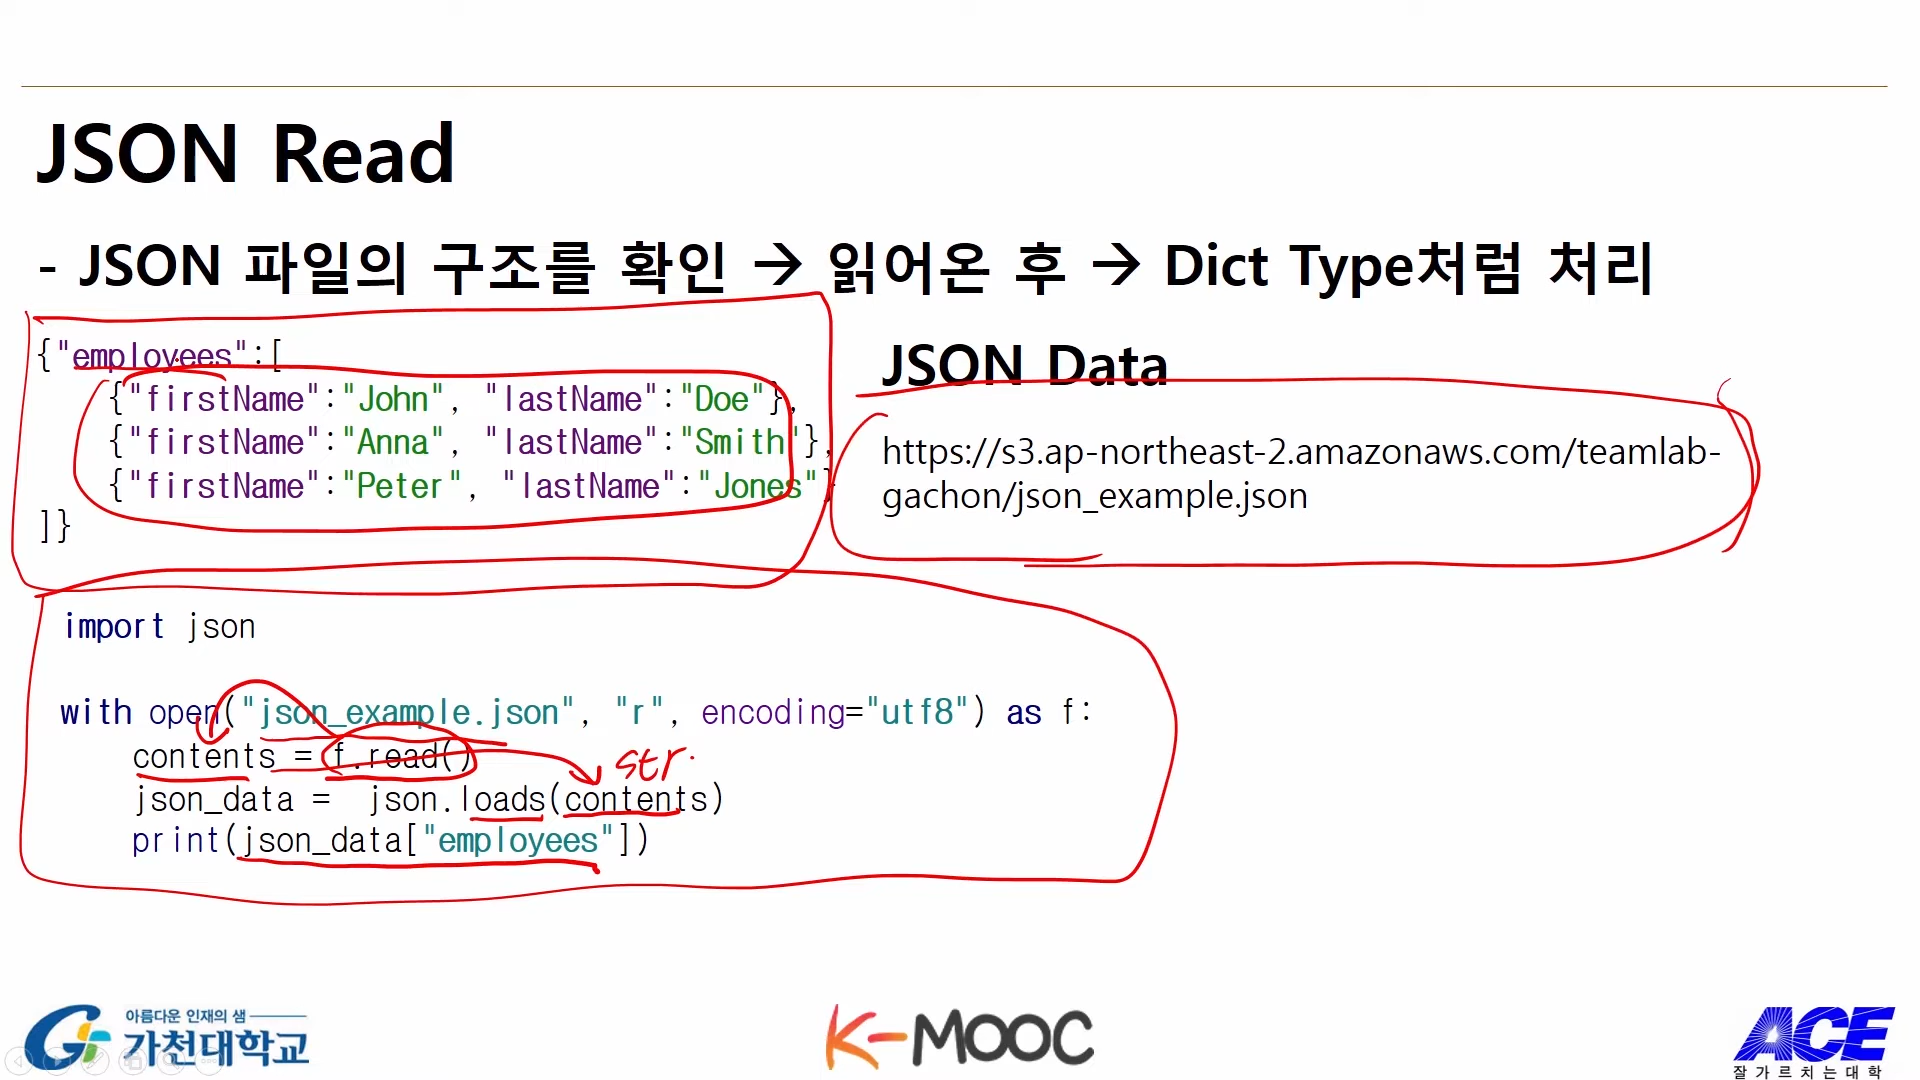 JSON Read
- JSON 파일의 구조를 확인 → 읽어온 후 → Dict Type처럼 처리
{"employees":[
{"firstName":"John", "lastName":"Doe"},
{"firstName":"Anna", "lastName":"Smith"},
{"firstName":"Peter", "lastName":"Jones"}
]}
JSON Data
https://s3.ap-northeast-2.amazonaws.com/teamlab-
gachon/json_example.json
import json
with open("json_example.json", "r", encoding="utf8") as f:
contents = f.read()
str.
json_data =  json.loads(contents)
print(json_data["employees"])
아름다운 인재의 샘
가천대학교
K-MOOC
ACE
잘 가 르 치 는 대 학